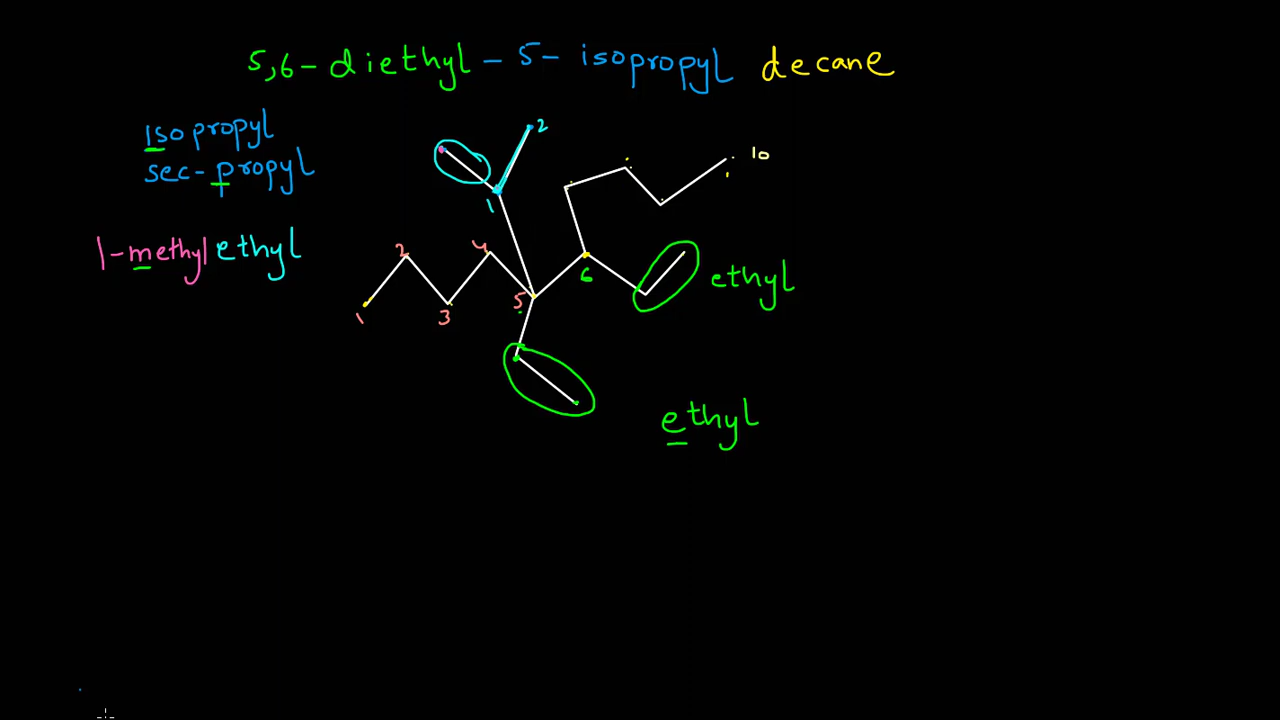 5,6-diethyl-5-isopropyl decane
isopropyl
sec-propyl
1-methylethyl
2
1
10
2
4
6
ethyl
1
3
5
ethyl